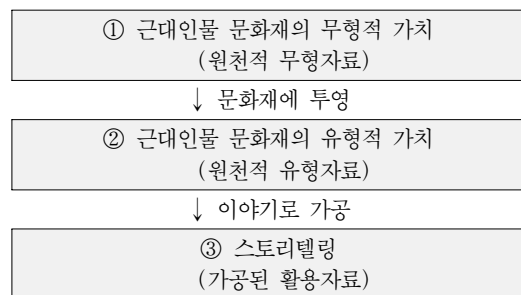 ① 근대인물 문화재의 무형적 가치
(원천적 무형자료)
↓ 문화재에 투영
② 근대인물 문화재의 유형적 가치
(원천적 유형자료)
↓ 이야기로 가공
③ 스토리텔링
(가공된 활용자료)